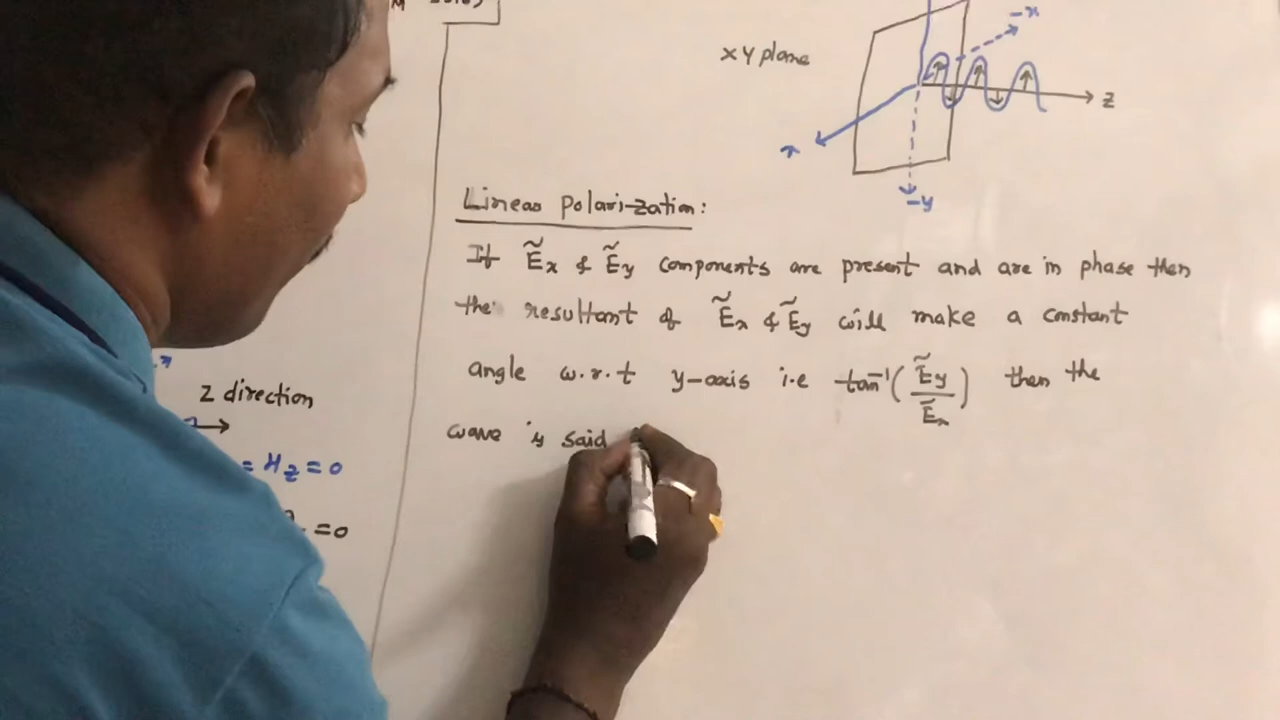 xy plane
-x
z
x
-y
Linear Polarization:
If Ẽx & Ẽy components are present and are in phase then
the resultant of Ẽx & Ẽy will make a constant
angle w.r.t y-axis i.e tan⁻¹(Ẽy/Ẽx) then the
wave is said
z direction
= Hz = 0
= 0